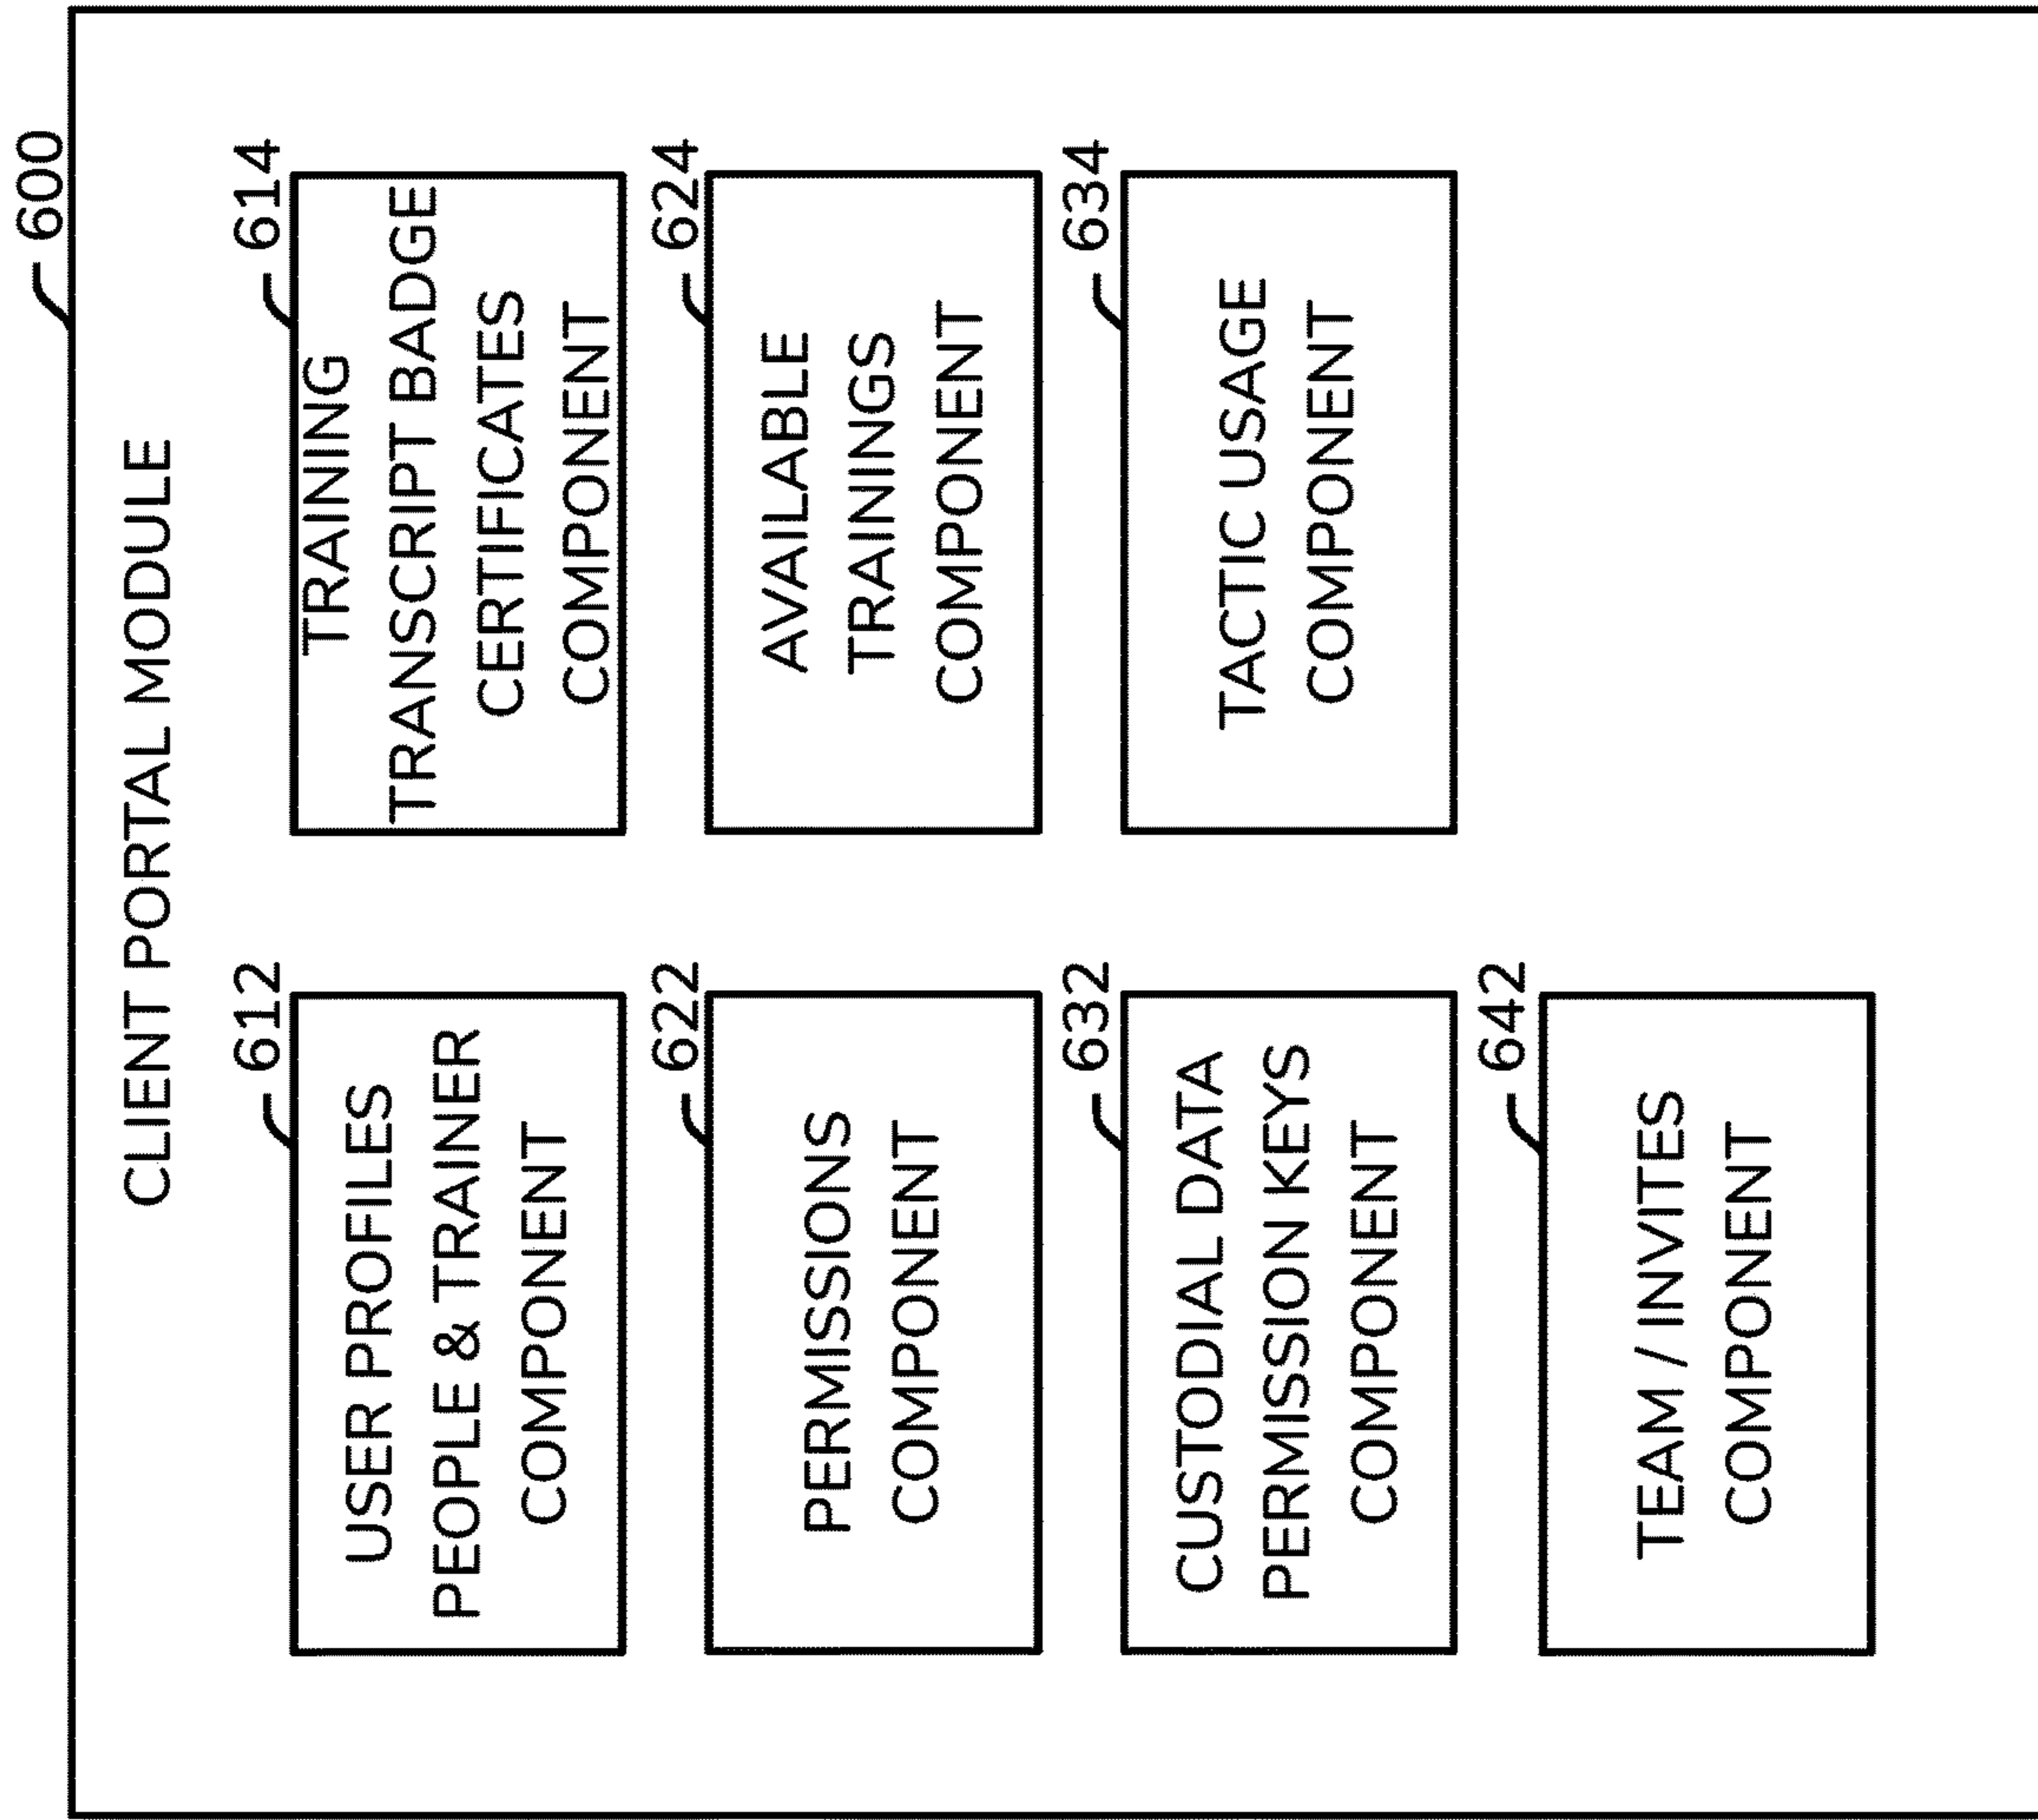 600
CLIENT PORTAL MODULE
612
USER PROFILES
PEOPLE & TRAINER
COMPONENT
614
TRAINING
TRANSCRIPT BADGE
CERTIFICATES
COMPONENT
622
PERMISSIONS
COMPONENT
624
AVAILABLE
TRAININGS
COMPONENT
632
CUSTODIAL DATA
PERMISSION KEYS
COMPONENT
634
TACTIC USAGE
COMPONENT
642
TEAM / INVITES
COMPONENT